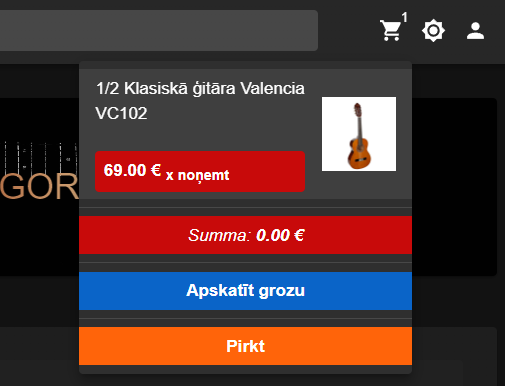 1
1/2 Klasiskā ģitāra Valencia
VC102
69.00 € x noņemt
GOR
Summa: 0.00 €
Apskatīt grozu
Pirkt